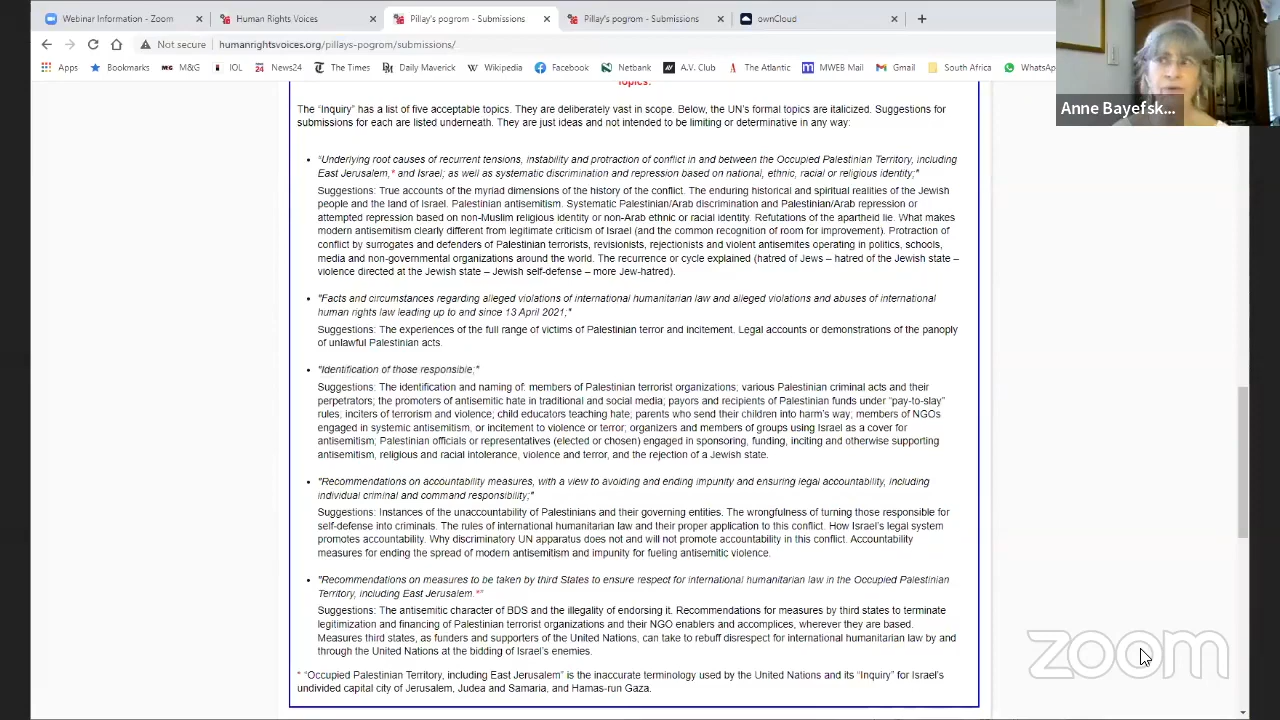 Webinar Information - Zoom
Human Rights Voices
Pillay's pogrom - Submissions
Pillay's pogrom - Submissions
ownCloud
Not secure
humanrightsvoices.org/pillays-pogrom/submissions/
Apps
Bookmarks
M&G
IOL
News24
The Times
Daily Maverick
Wikipedia
Facebook
Netbank
A.V. Club
The Atlantic
MWEB Mail
Gmail
South Africa
WhatsAp
Anne Bayefsk...
Topics:
The "Inquiry" has a list of five acceptable topics. They are deliberately vast in scope. Below, the UN's formal topics are italicized. Suggestions for
submissions for each are listed underneath. They are just ideas and not intended to be limiting or determinative in any way:
• "Underlying root causes of recurrent tensions, instability and protraction of conflict in and between the Occupied Palestinian Territory, including
East Jerusalem,* and Israel; as well as systematic discrimination and repression based on national, ethnic, racial or religious identity;"
Suggestions: True accounts of the myriad dimensions of the history of the conflict. The enduring historical and spiritual realities of the Jewish
people and the land of Israel. Palestinian antisemitism. Systematic Palestinian/Arab discrimination and Palestinian/Arab repression or
attempted repression based on non-Muslim religious identity or non-Arab ethnic or racial identity. Refutations of the apartheid lie. What makes
modern antisemitism clearly different from legitimate criticism of Israel (and the common recognition of room for improvement). Protraction of
conflict by surrogates and defenders of Palestinian terrorists, revisionists, rejectionists and violent antisemites operating in politics, schools,
media and non-governmental organizations around the world. The recurrence or cycle explained (hatred of Jews – hatred of the Jewish state –
violence directed at the Jewish state – Jewish self-defense – more Jew-hatred).
• "Facts and circumstances regarding alleged violations of international humanitarian law and alleged violations and abuses of international
human rights law leading up to and since 13 April 2021;"
Suggestions: The experiences of the full range of victims of Palestinian terror and incitement. Legal accounts or demonstrations of the panoply
of unlawful Palestinian acts.
• "Identification of those responsible;"
Suggestions: The identification and naming of: members of Palestinian terrorist organizations; various Palestinian criminal acts and their
perpetrators; the promoters of antisemitic hate in traditional and social media; payors and recipients of Palestinian funds under "pay-to-slay"
rules; inciters of terrorism and violence; child educators teaching hate; parents who send their children into harm's way; members of NGOs
engaged in systemic antisemitism, or incitement to violence or terror; organizers and members of groups using Israel as a cover for
antisemitism; Palestinian officials or representatives (elected or chosen) engaged in sponsoring, funding, inciting and otherwise supporting
antisemitism, religious and racial intolerance, violence and terror, and the rejection of a Jewish state.
• "Recommendations on accountability measures, with a view to avoiding and ending impunity and ensuring legal accountability, including
individual criminal and command responsibility;"
Suggestions: Instances of the unaccountability of Palestinians and their governing entities. The wrongfulness of turning those responsible for
self-defense into criminals. The rules of international humanitarian law and their proper application to this conflict. How Israel's legal system
promotes accountability. Why discriminatory UN apparatus does not and will not promote accountability in this conflict. Accountability
measures for ending the spread of modern antisemitism and impunity for fueling antisemitic violence.
• "Recommendations on measures to be taken by third States to ensure respect for international humanitarian law in the Occupied Palestinian
Territory, including East Jerusalem.*"
Suggestions: The antisemitic character of BDS and the illegality of endorsing it. Recommendations for measures by third states to terminate
legitimization and financing of Palestinian terrorist organizations and their NGO enablers and accomplices, wherever they are based.
Measures third states, as funders and supporters of the United Nations, can take to rebuff disrespect for international humanitarian law by and
through the United Nations at the bidding of Israel's enemies.
* "Occupied Palestinian Territory, including East Jerusalem" is the inaccurate terminology used by the United Nations and its "Inquiry" for Israel's
undivided capital city of Jerusalem, Judea and Samaria, and Hamas-run Gaza.
zoom